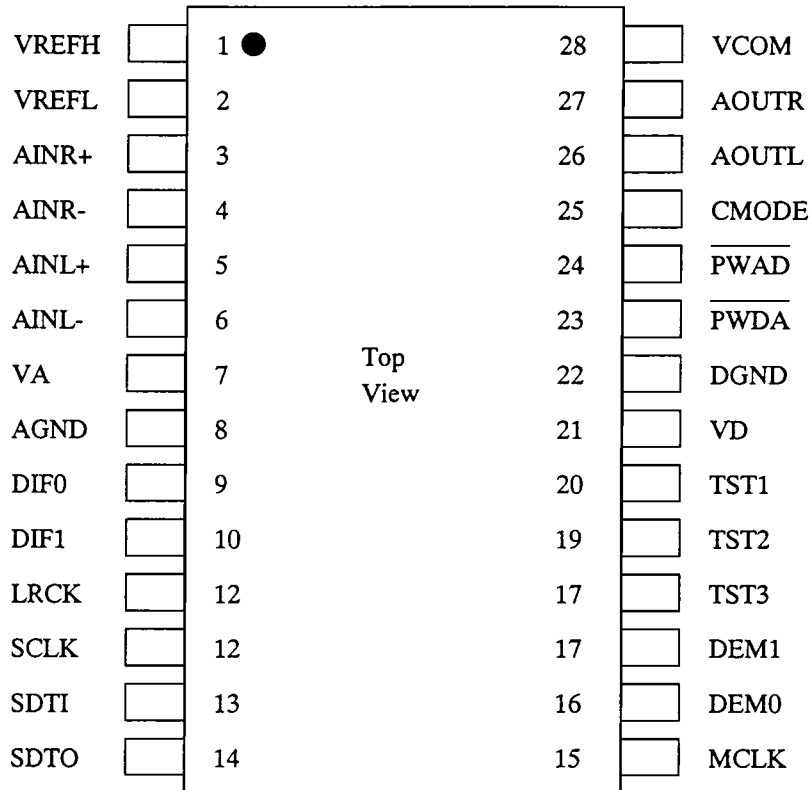 VREFH 1 28 VCOM
VREFL 2 27 AOUTR
AINR+ 3 26 AOUTL
AINR- 4 25 CMODE
AINL+ 5 24 PWAD
AINL- 6 23 PWDA
VA 7 Top 22 DGND
View
AGND 8 21 VD
DIF0 9 20 TST1
DIF1 10 19 TST2
LRCK 12 17 TST3
SCLK 12 17 DEM1
SDTI 13 16 DEM0
SDTO 14 15 MCLK